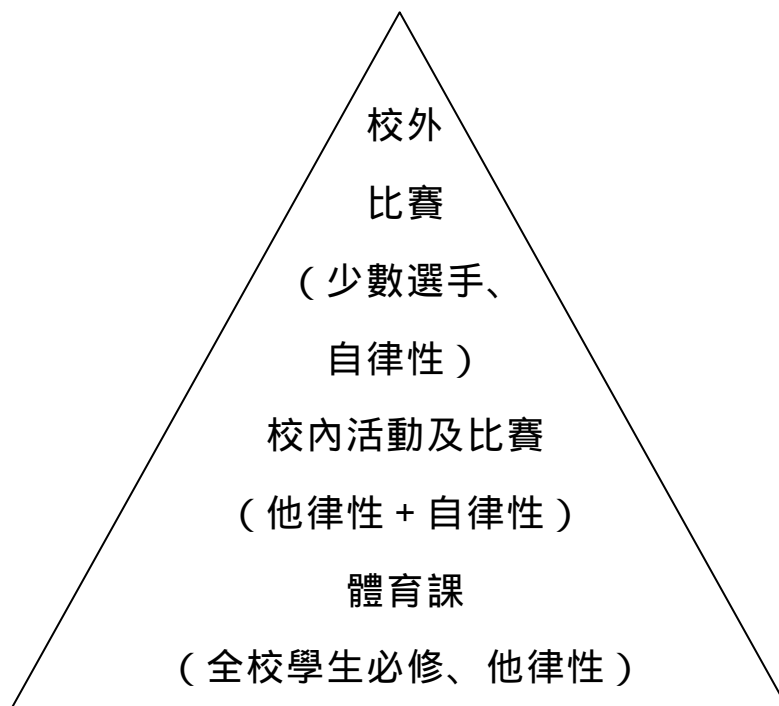 校外
比賽
（少數選手、
自律性）
校內活動及比賽
（他律性+自律性）
體育課
（全校學生必修、他律性）